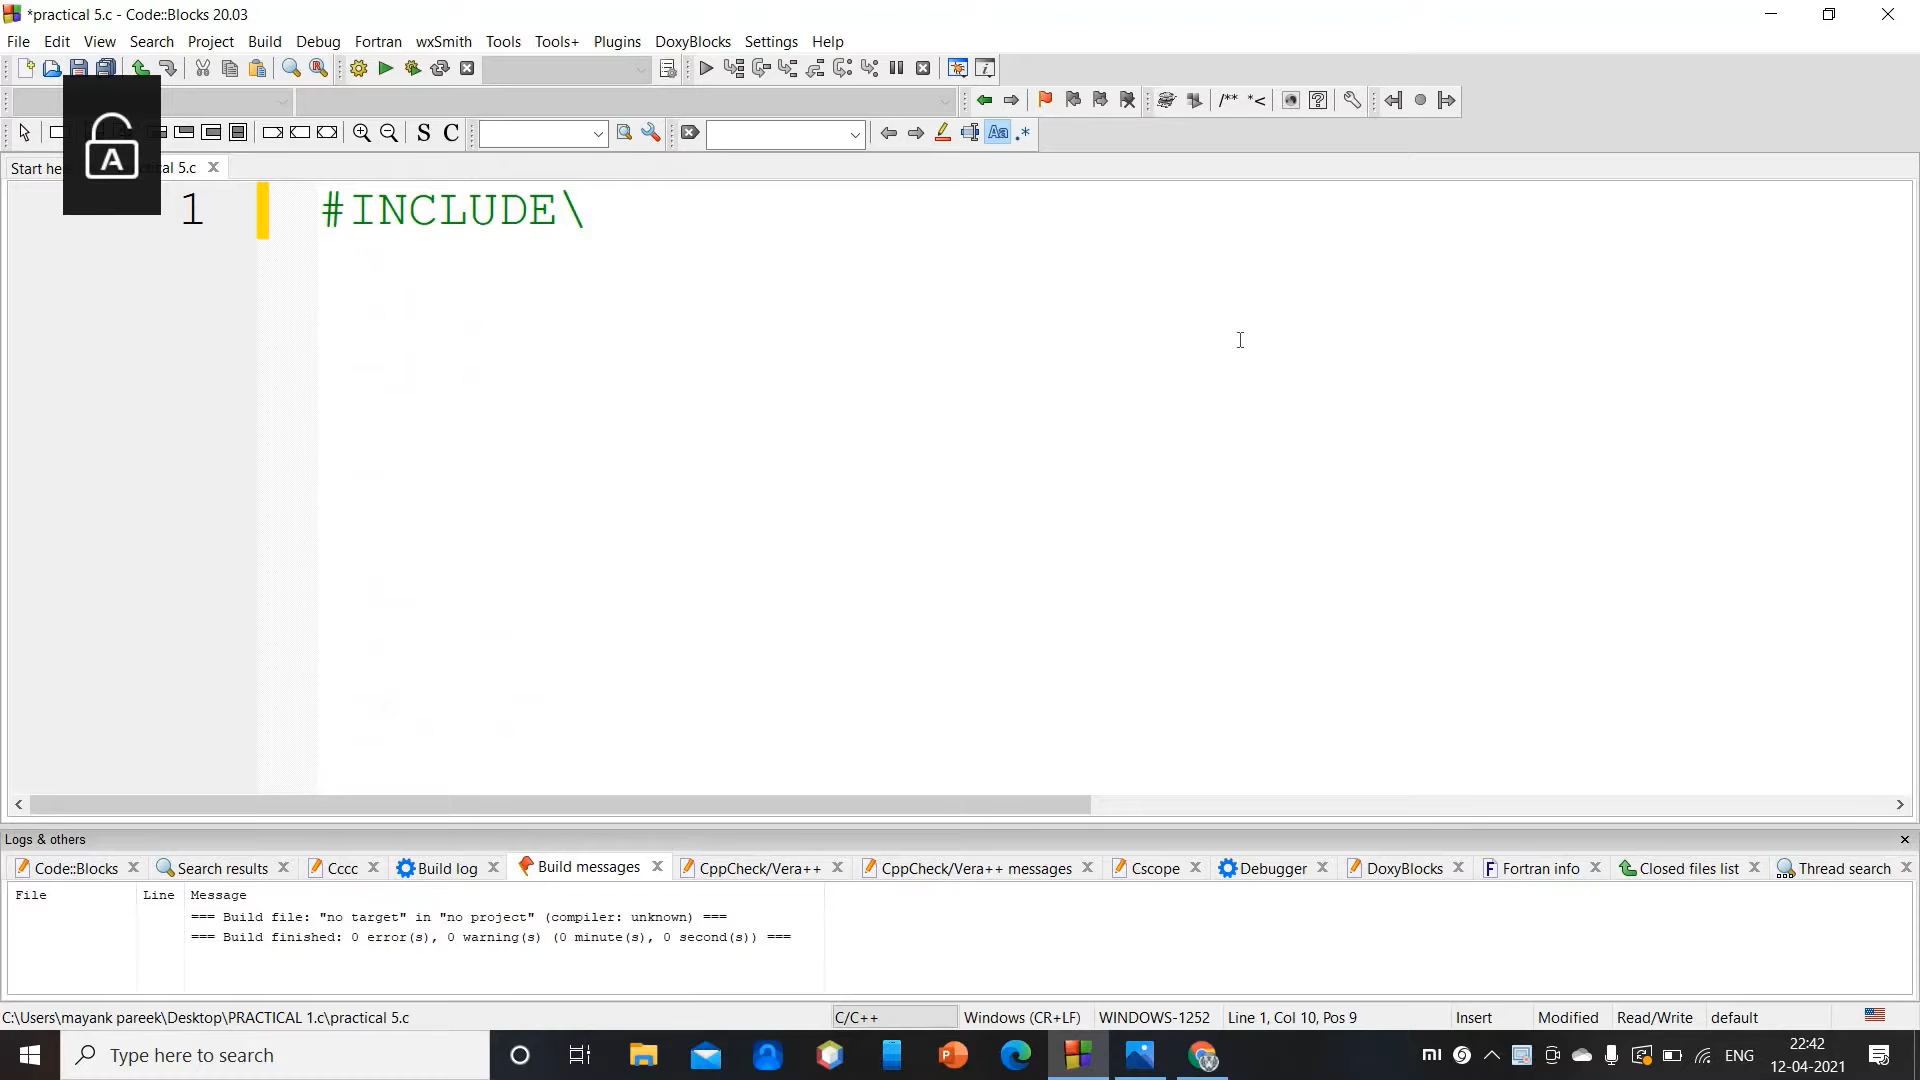 *practical 5.c - Code::Blocks 20.03
File Edit View Search Project Build Debug Fortran wxSmith Tools Tools+ Plugins DoxyBlocks Settings Help
/** *<
S C Aa .*
A
Start he cal 5.c
1 #INCLUDE\
Logs & others
Code::Blocks Search results Cccc Build log Build messages CppCheck/Vera++ CppCheck/Vera++ messages Cscope Debugger DoxyBlocks Fortran info Closed files list Thread search
File Line Message
=== Build file: "no target" in "no project" (compiler: unknown) ===
=== Build finished: 0 error(s), 0 warning(s) (0 minute(s), 0 second(s)) ===
C:\Users\mayank pareek\Desktop\PRACTICAL 1.c\practical 5.c C/C++ Windows (CR+LF) WINDOWS-1252 Line 1, Col 10, Pos 9 Insert Modified Read/Write default
Type here to search ENG 22:42
12-04-2021